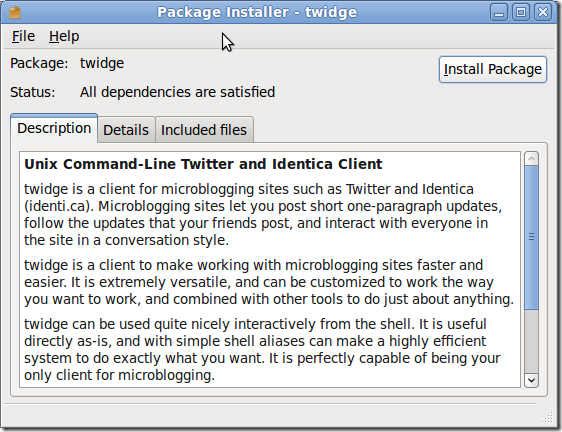 Package Installer - twidge
File Help
Package: twidge
Install Package
Status: All dependencies are satisfied
Description Details Included files
Unix Command-Line Twitter and Identica Client
twidge is a client for microblogging sites such as Twitter and Identica
(identi.ca). Microblogging sites let you post short one-paragraph updates,
follow the updates that your friends post, and interact with everyone in
the site in a conversation style.
twidge is a client to make working with microblogging sites faster and
easier. It is extremely versatile, and can be customized to work the way
you want to work, and combined with other tools to do just about anything.
twidge can be used quite nicely interactively from the shell. It is useful
directly as-is, and with simple shell aliases can make a highly efficient
system to do exactly what you want. It is perfectly capable of being your
only client for microblogging.